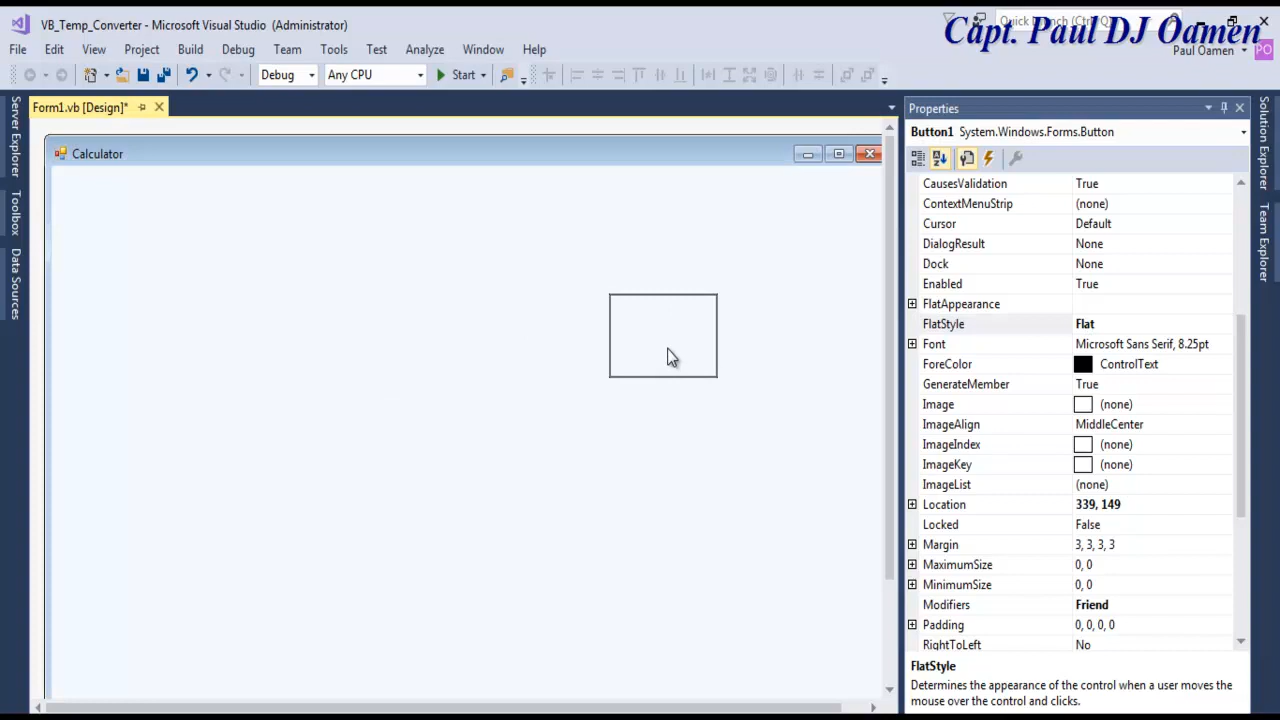 VB_Temp_Converter - Microsoft Visual Studio (Administrator)
Capt. Paul DJ Oamen
File Edit View Project Build Debug Team Tools Test Analyze Window Help
Paul Oamen
PO
Debug Any CPU Start
Form1.vb [Design]*
Properties
Server Explorer
Toolbox
Data Sources
Calculator
Button1 System.Windows.Forms.Button
CausesValidation True
ContextMenuStrip (none)
Cursor Default
DialogResult None
Dock None
Enabled True
FlatAppearance
FlatStyle Flat
Font Microsoft Sans Serif, 8.25pt
ForeColor ControlText
GenerateMember True
Image (none)
ImageAlign MiddleCenter
ImageIndex (none)
ImageKey (none)
ImageList (none)
Location 339, 149
Locked False
Margin 3, 3, 3, 3
MaximumSize 0, 0
MinimumSize 0, 0
Modifiers Friend
Padding 0, 0, 0, 0
RightToLeft No
FlatStyle
Determines the appearance of the control when a user moves the
mouse over the control and clicks.
Solution Explorer
Team Explorer